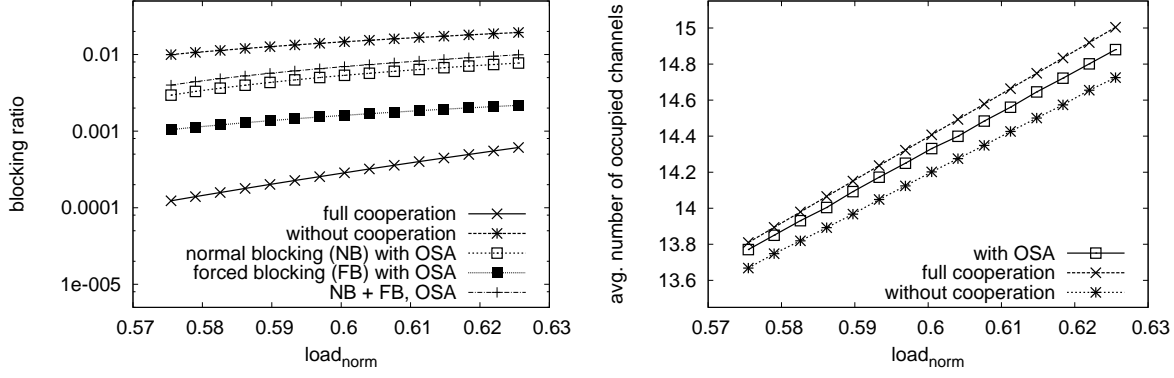 blocking ratio
0.01
0.001
0.0001
1e-005
full cooperation
without cooperation
normal blocking (NB) with OSA
forced blocking (FB) with OSA
NB + FB, OSA
0.57 0.58 0.59 0.6 0.61 0.62 0.63
load_norm
avg. number of occupied channels
15
14.8
14.6
14.4
14.2
14
13.8
13.6
with OSA
full cooperation
without cooperation
0.57 0.58 0.59 0.6 0.61 0.62 0.63
load_norm